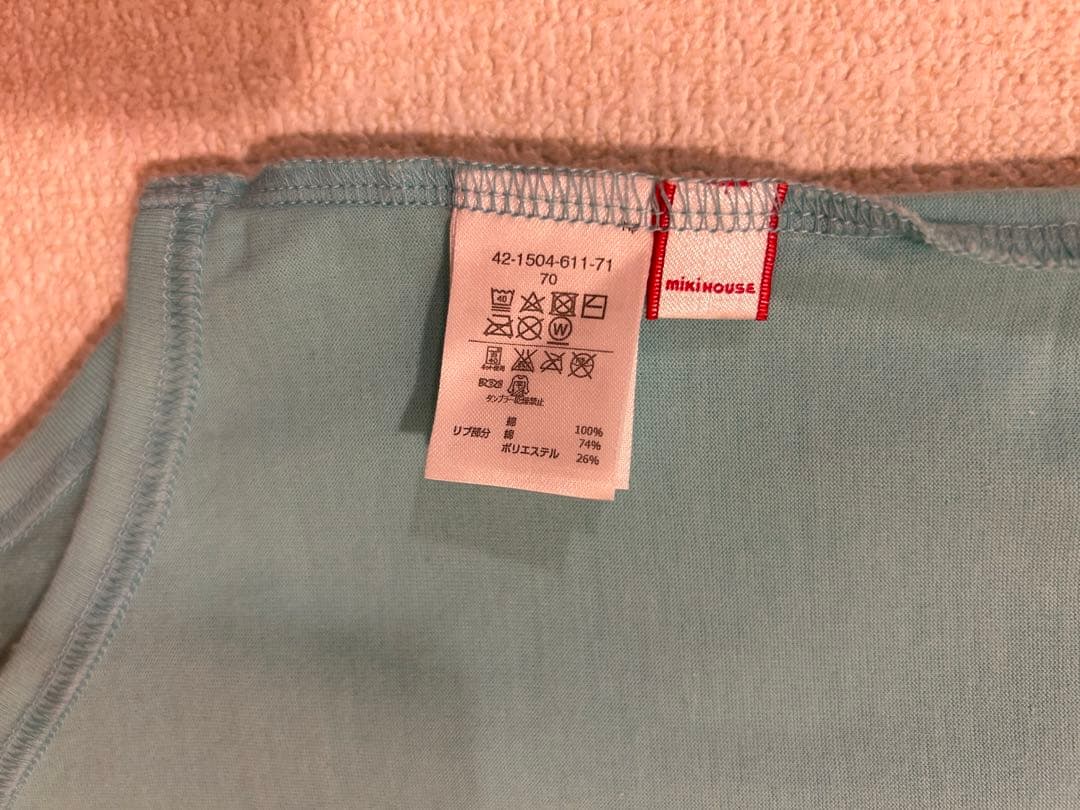 42-1504-611-71
70
40
W
ネット使用
タンブラー乾燥禁止
綿 100%
リブ部分 綿 74%
ポリエステル 26%
mikiHOUSE